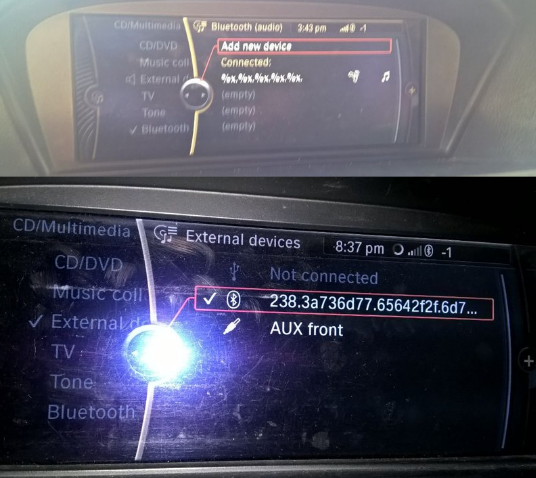 CD/Multimedia Bluetooth (audio) 3:43 pm -1
CD/DVD Add new device
Music coll Connected:
External d %x.%x.%x.%x.%x.
TV (empty)
Tone (empty)
✓ Bluetooth (empty)
CD/Multimedia External devices 8:37 pm -1
CD/DVD Not connected
Music coll ✓ 238.3a736d77.65642f2f.6d7...
✓ External d AUX front
TV
Tone
Bluetooth